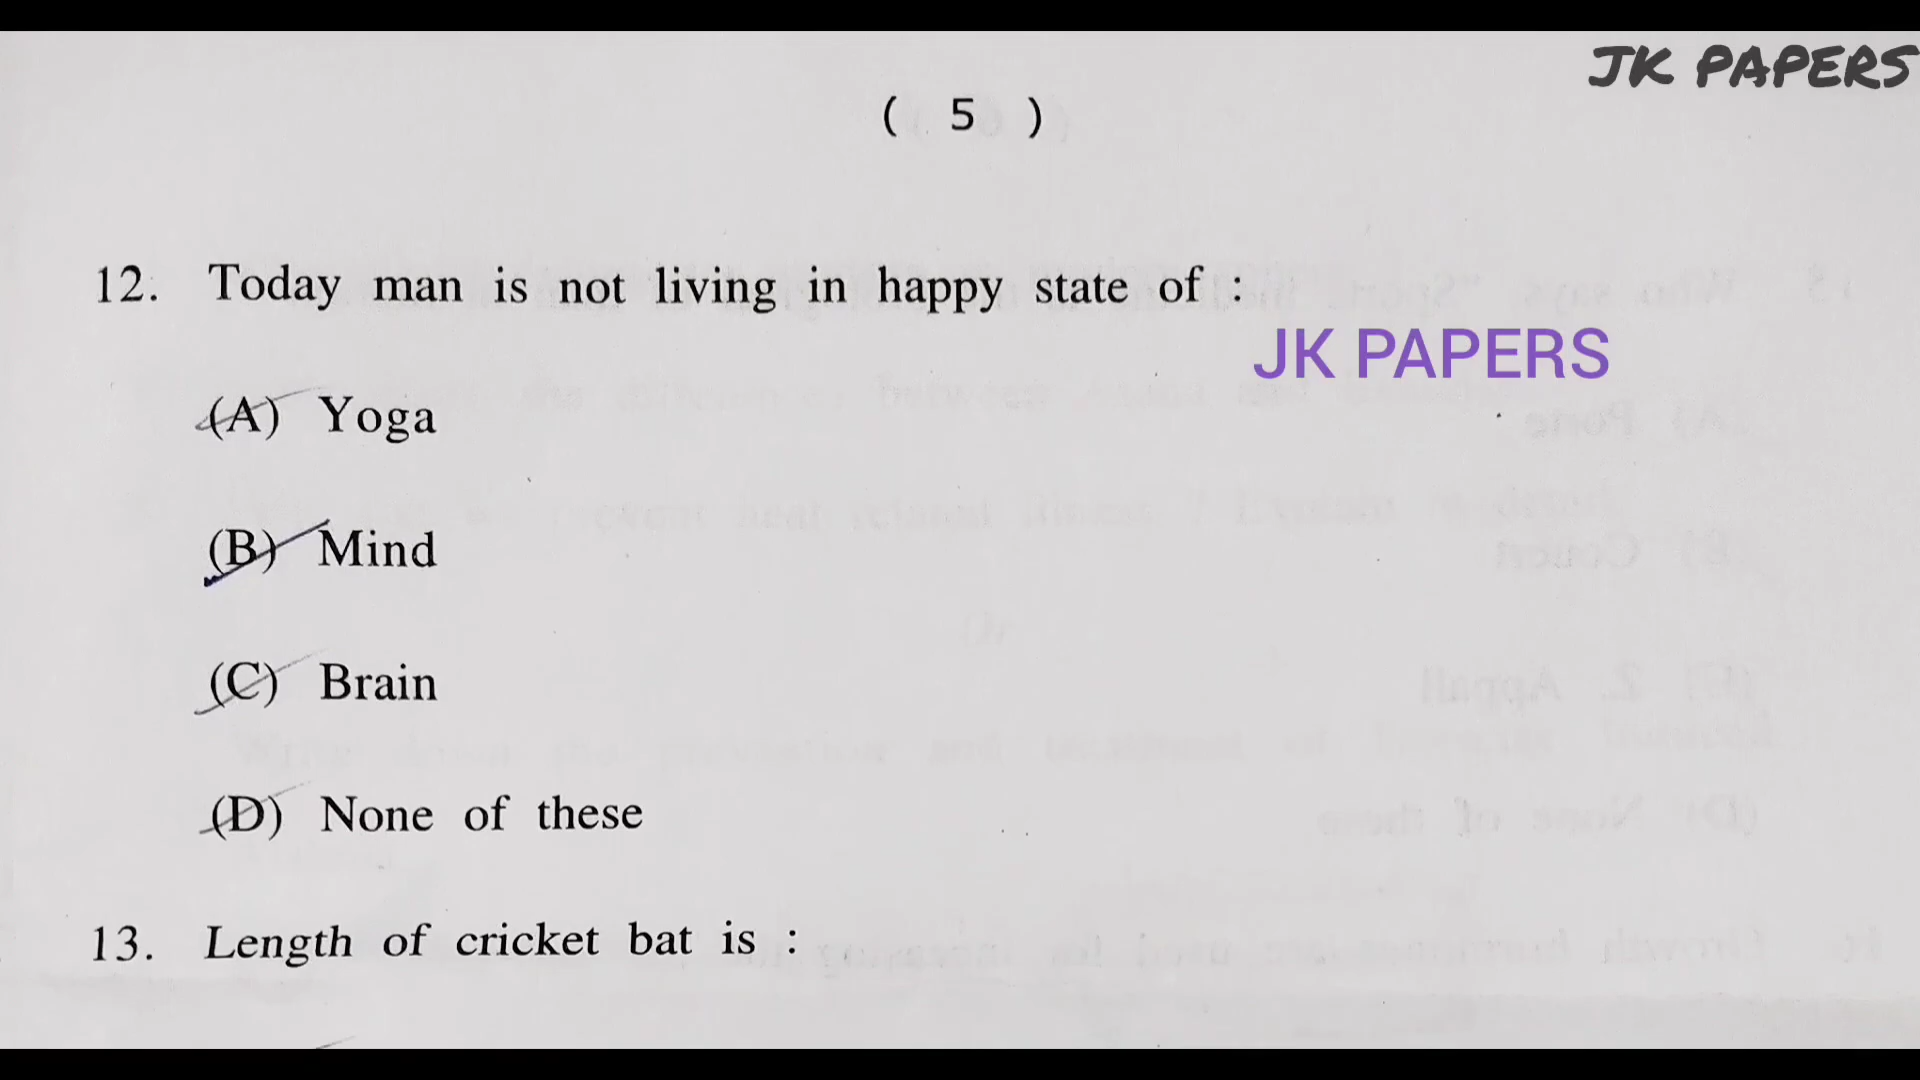 JK PAPERS
( 5 )
12. Today man is not living in happy state of :
JK PAPERS
(A) Yoga
(B) Mind
(C) Brain
(D) None of these
13. Length of cricket bat is :